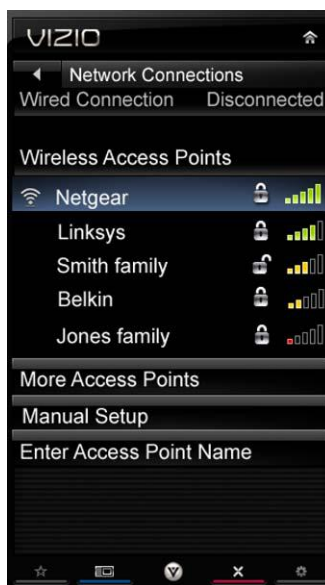 VIZIO
Network Connections
Wired Connection Disconnected
Wireless Access Points
Netgear
Linksys
Smith family
Belkin
Jones family
More Access Points
Manual Setup
Enter Access Point Name
V